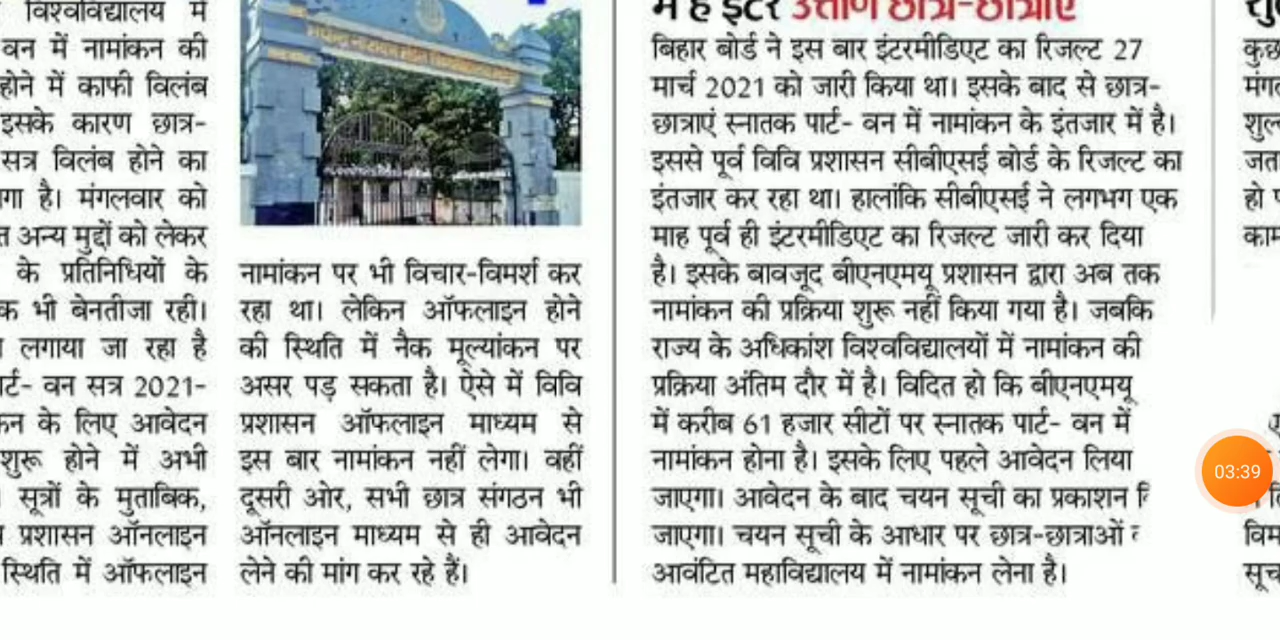 विश्वविद्यालय में
वन में नामांकन की
होने में काफी विलंब
इसके कारण छात्र-
सत्र विलंब होने का
है। मंगलवार को
अन्य मुद्दों को लेकर
के प्रतिनिधियों के
भी बेनतीजा रही।
लगाया जा रहा है
वन सत्र 2021-
के लिए आवेदन
शुरू होने में अभी
सूत्रों के मुताबिक,
प्रशासन ऑनलाइन
स्थिति में ऑफलाइन
नामांकन पर भी विचार-विमर्श कर
रहा था। लेकिन ऑफलाइन होने
की स्थिति में नैक मूल्यांकन पर
असर पड़ सकता है। ऐसे में विवि
प्रशासन ऑफलाइन माध्यम से
इस बार नामांकन नहीं लेगा। वहीं
दूसरी ओर, सभी छात्र संगठन भी
ऑनलाइन माध्यम से ही आवेदन
लेने की मांग कर रहे हैं।
में हैं इंटर उत्तीर्ण छात्र-छात्राएं
बिहार बोर्ड ने इस बार इंटरमीडिएट का रिजल्ट 27
मार्च 2021 को जारी किया था। इसके बाद से छात्र-
छात्राएं स्नातक पार्ट- वन में नामांकन के इंतजार में है।
इससे पूर्व विवि प्रशासन सीबीएसई बोर्ड के रिजल्ट का
इंतजार कर रहा था। हालांकि सीबीएसई ने लगभग एक
माह पूर्व ही इंटरमीडिएट का रिजल्ट जारी कर दिया
है। इसके बावजूद बीएनएमयू प्रशासन द्वारा अब तक
नामांकन की प्रक्रिया शुरू नहीं किया गया है। जबकि
राज्य के अधिकांश विश्वविद्यालयों में नामांकन की
प्रक्रिया अंतिम दौर में है। विदित हो कि बीएनएमयू
में करीब 61 हजार सीटों पर स्नातक पार्ट- वन में
नामांकन होना है। इसके लिए पहले आवेदन लिया
जाएगा। आवेदन के बाद चयन सूची का प्रकाशन
जाएगा। चयन सूची के आधार पर छात्र-छात्राओं
आवंटित महाविद्यालय में नामांकन लेना है।
03:39